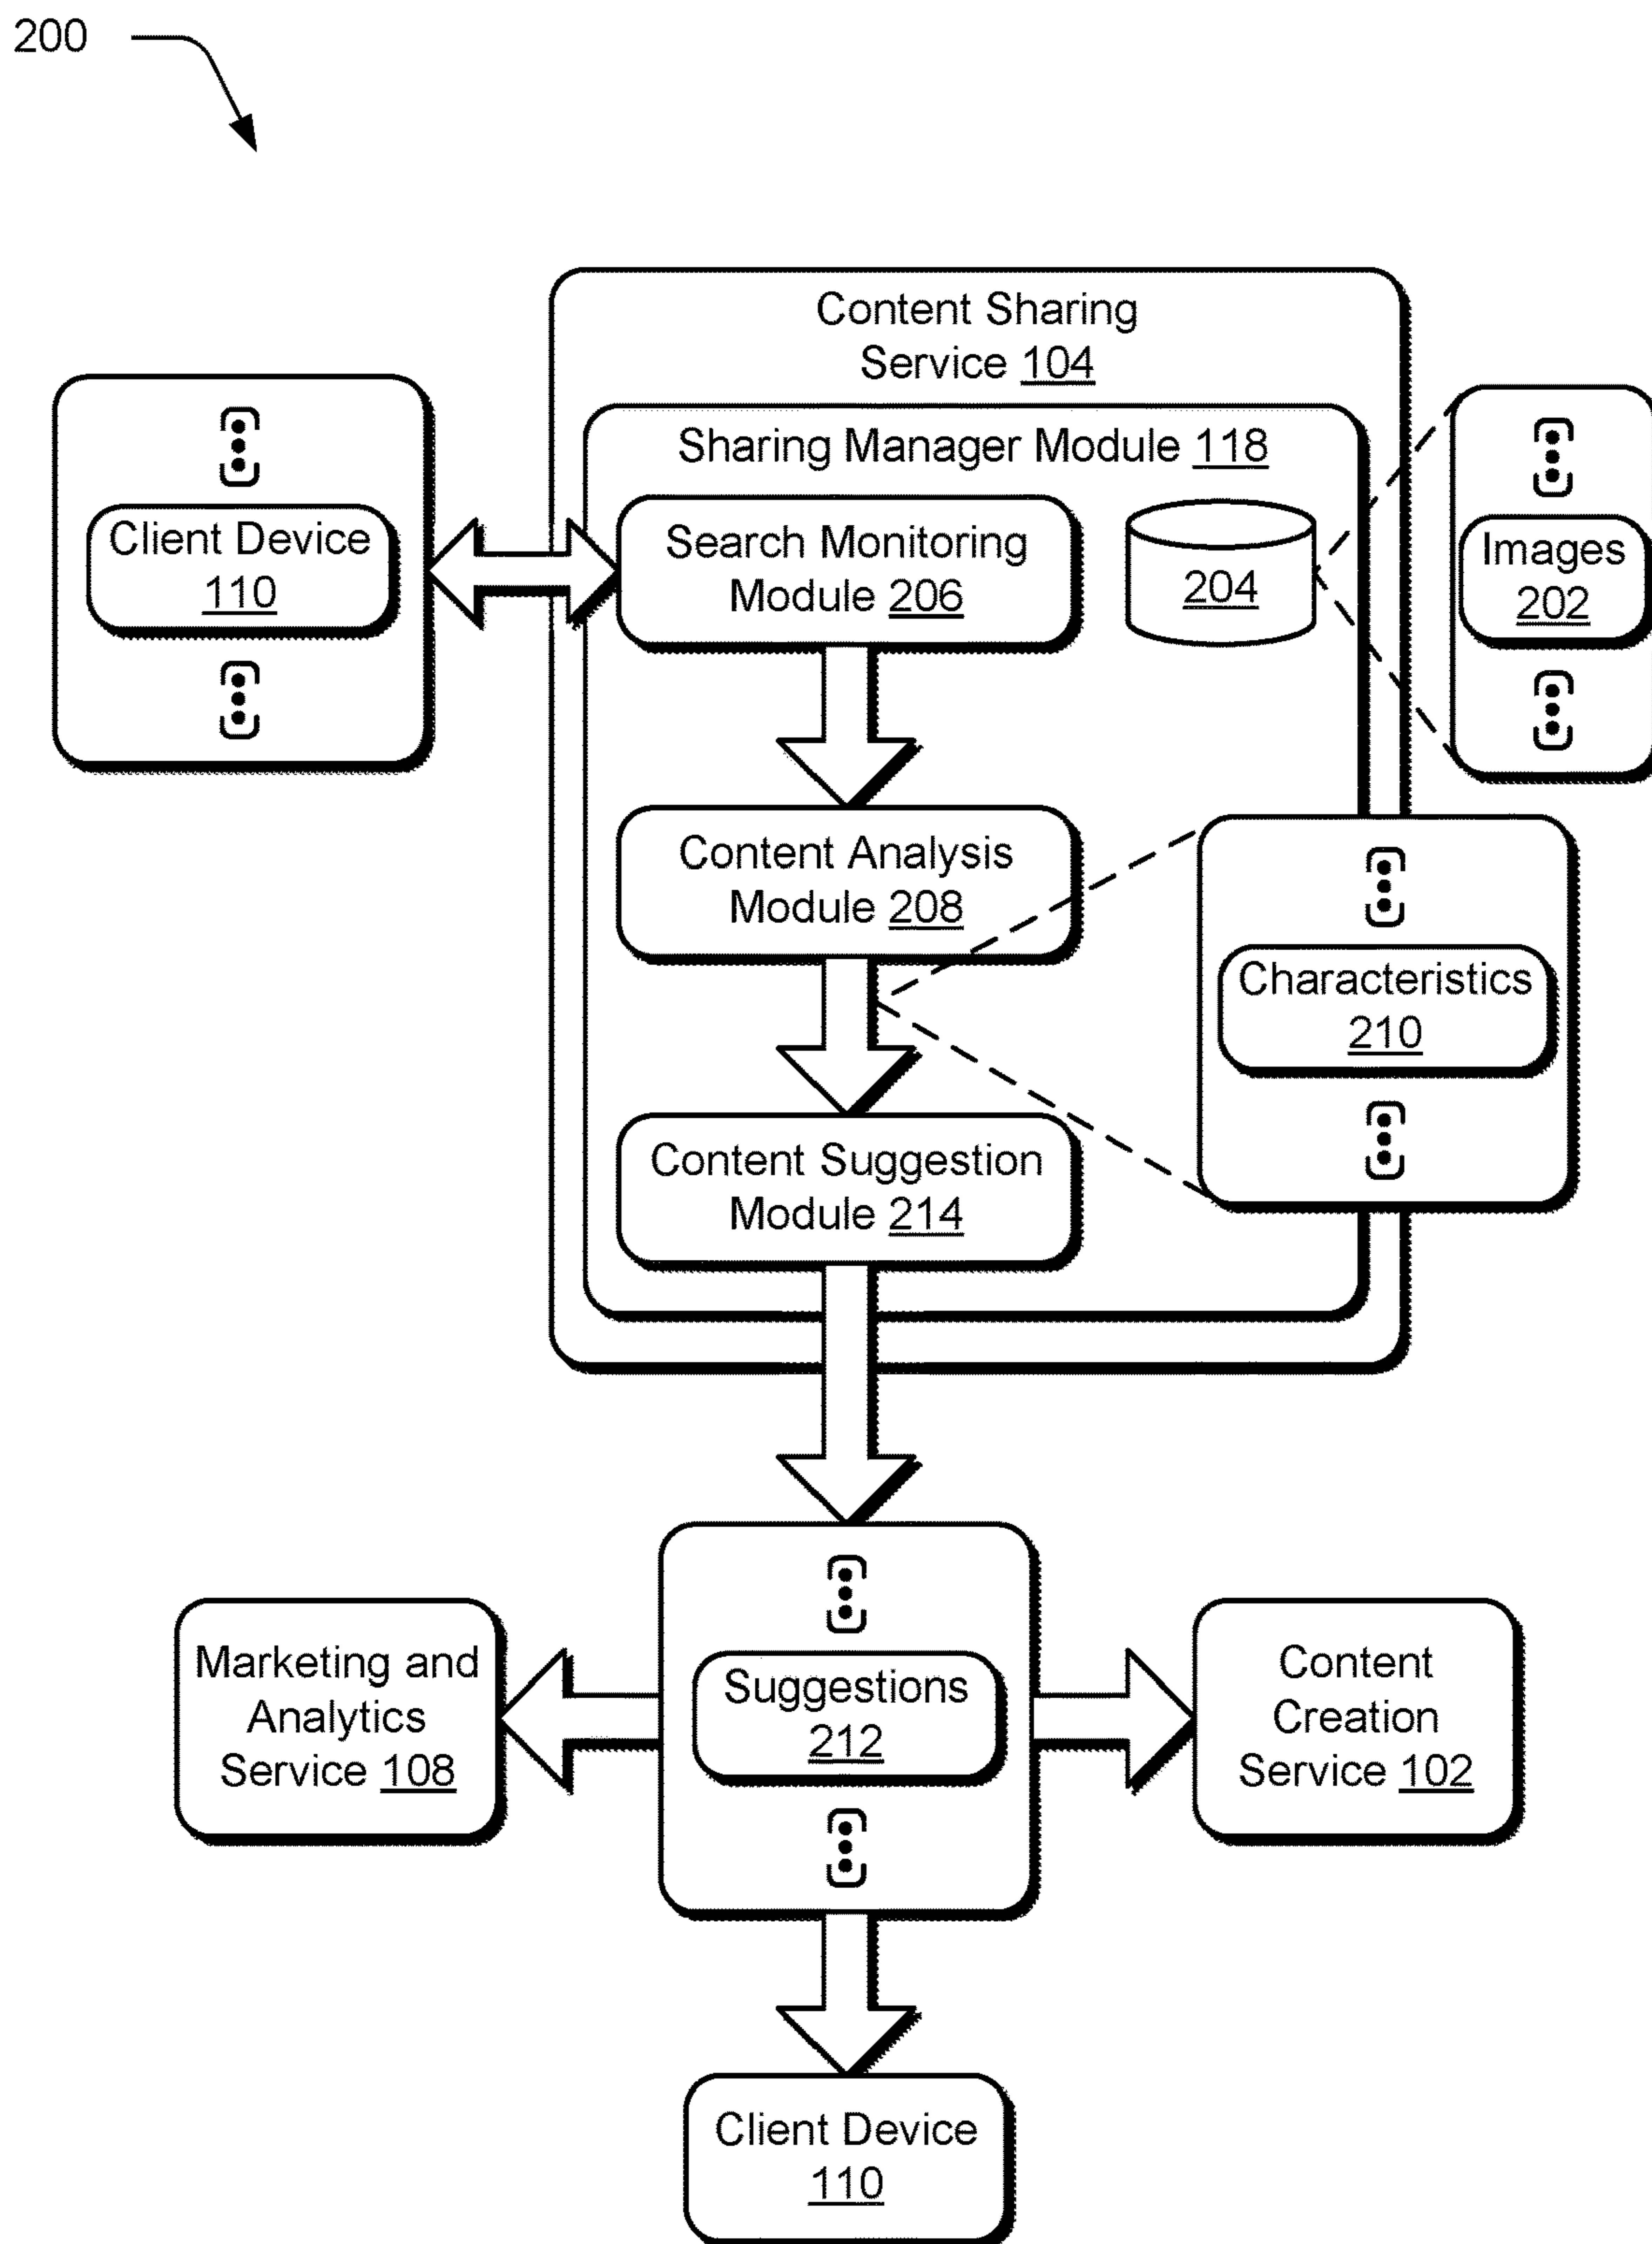 200
Content Sharing
Service 104
Sharing Manager Module 118
Client Device
110
Search Monitoring
Module 206
204
Images
202
Content Analysis
Module 208
Characteristics
210
Content Suggestion
Module 214
Marketing and
Analytics
Service 108
Suggestions
212
Content
Creation
Service 102
Client Device
110